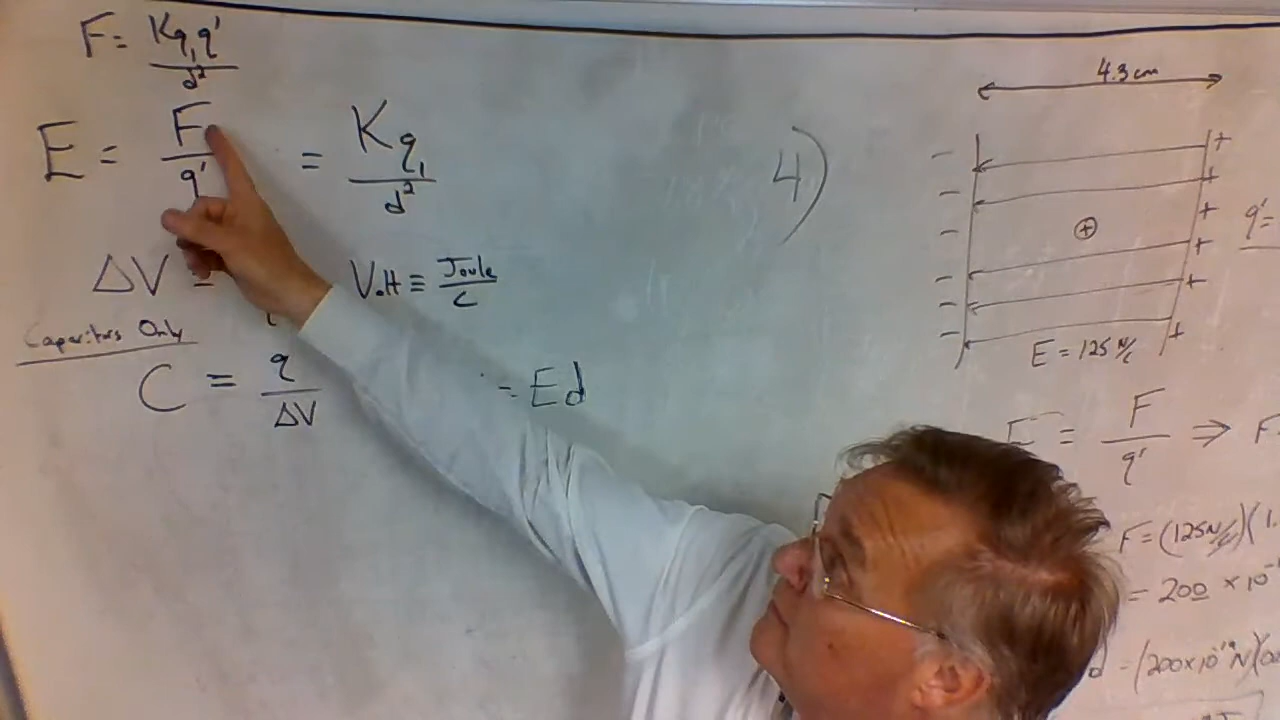 F = Kq₁q'/d²
E = F/q' = Kq₁/d²
ΔV =
Volt ≡ Joule/C
Capacitors Only
C = q/ΔV
= Ed
4)
4.3 cm
- - - - - -
+ + + + + +
⊕
q' =
E = 125 N/C
E = F/q' ⇒ F
F = (125 N/C)(1.
= 200 × 10⁻
d = (200×10⁻¹⁹N)(